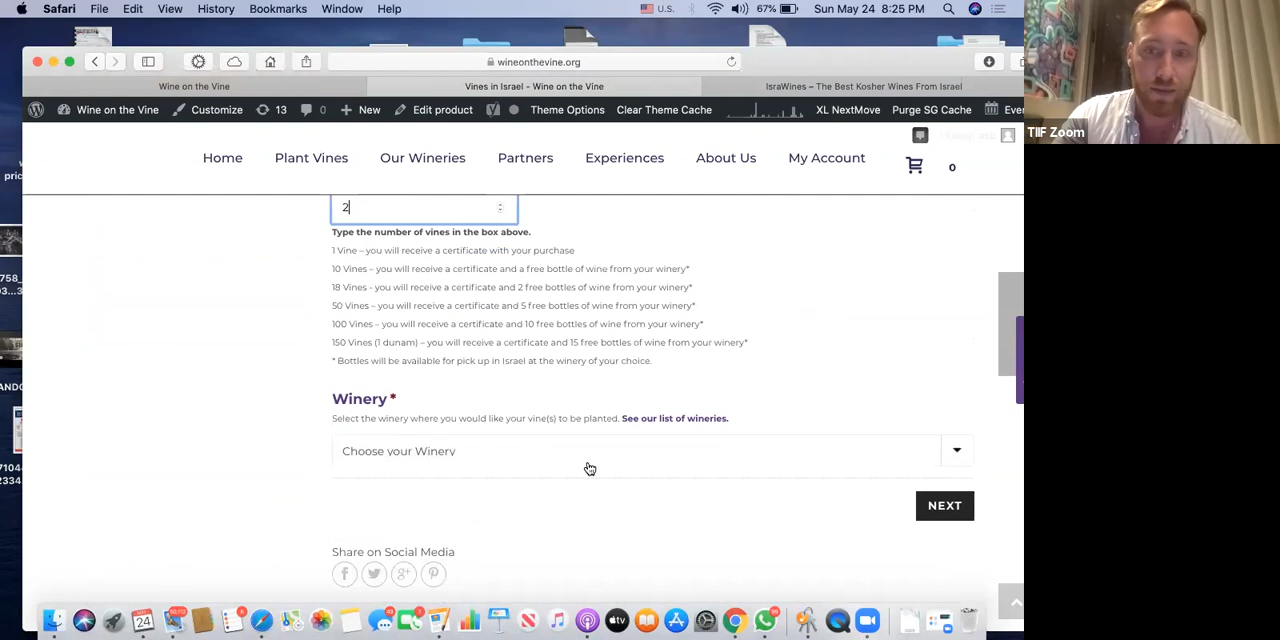 Safari File Edit View History Bookmarks Window Help U.S. 67% Sun May 24 8:25 PM
wineonthevine.org
Wine on the Vine Vines in Israel - Wine on the Vine IsraWines – The Best Kosher Wines From Israel
Wine on the Vine Customize 13 0 New Edit product Theme Options Clear Theme Cache XL NextMove Purge SG Cache Eve
TIIF Zoom
Home Plant Vines Our Wineries Partners Experiences About Us My Account 0
2
Type the number of vines in the box above.
1 Vine – you will receive a certificate with your purchase
10 Vines – you will receive a certificate and a free bottle of wine from your winery*
18 Vines - you will receive a certificate and 2 free bottles of wine from your winery*
50 Vines – you will receive a certificate and 5 free bottles of wine from your winery*
100 Vines – you will receive a certificate and 10 free bottles of wine from your winery*
150 Vines (1 dunam) – you will receive a certificate and 15 free bottles of wine from your winery*
* Bottles will be available for pick up in Israel at the winery of your choice.
Winery *
Select the winery where you would like your vine(s) to be planted. See our list of wineries.
Choose your Winery
NEXT
Share on Social Media